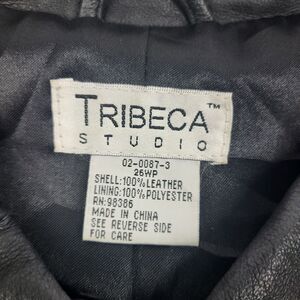 TRIBECA™
STUDIO
02-0087-3
26WP
SHELL:100%LEATHER
LINING:100%POLYESTER
RN:98386
MADE IN CHINA
SEE REVERSE SIDE
FOR CARE